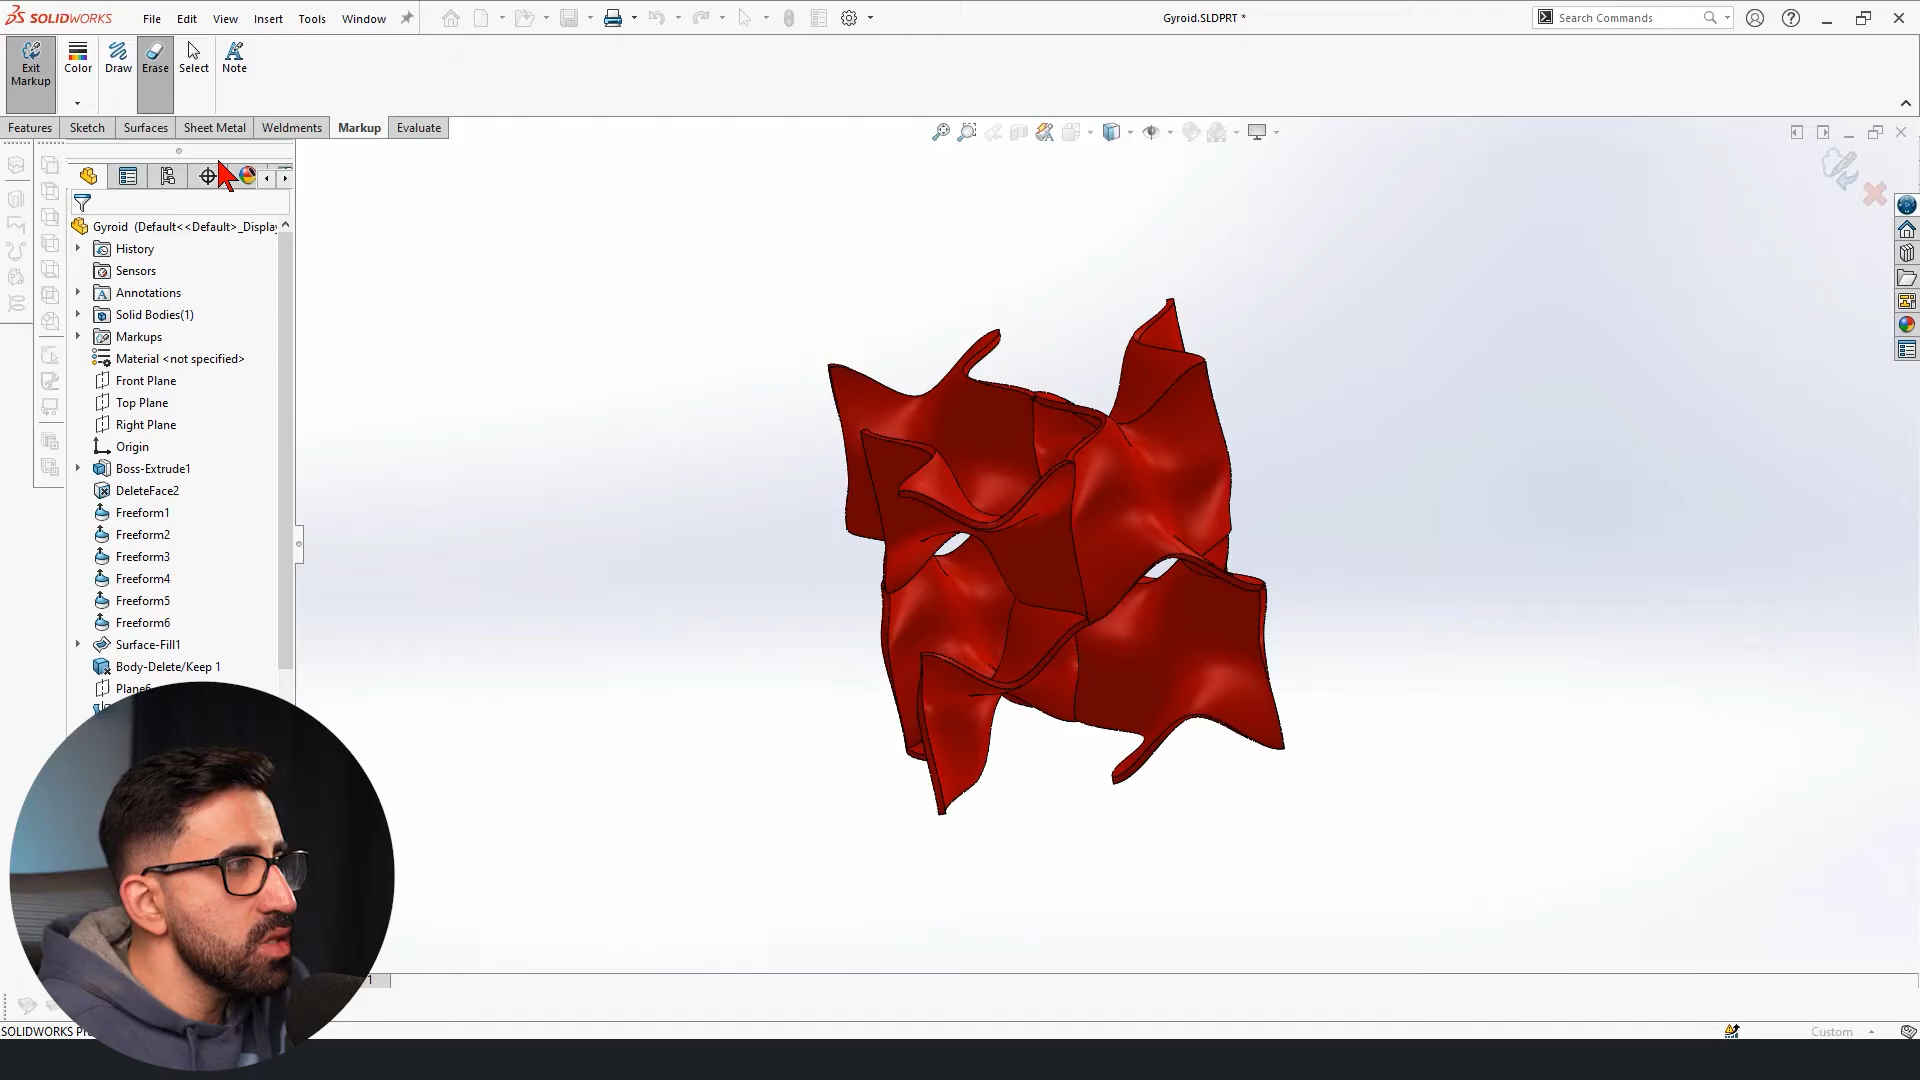 SOLIDWORKS File Edit View Insert Tools Window Gyroid.SLDPRT * Search Commands
Exit Markup Color Draw Erase Select Note
Features Sketch Surfaces Sheet Metal Weldments Markup Evaluate
Gyroid (Default<<Default>_Display
History
Sensors
Annotations
Solid Bodies(1)
Markups
Material <not specified>
Front Plane
Top Plane
Right Plane
Origin
Boss-Extrude1
DeleteFace2
Freeform1
Freeform2
Freeform3
Freeform4
Freeform5
Freeform6
Surface-Fill1
Body-Delete/Keep 1
Plane6
1
SOLIDWORKS Custom